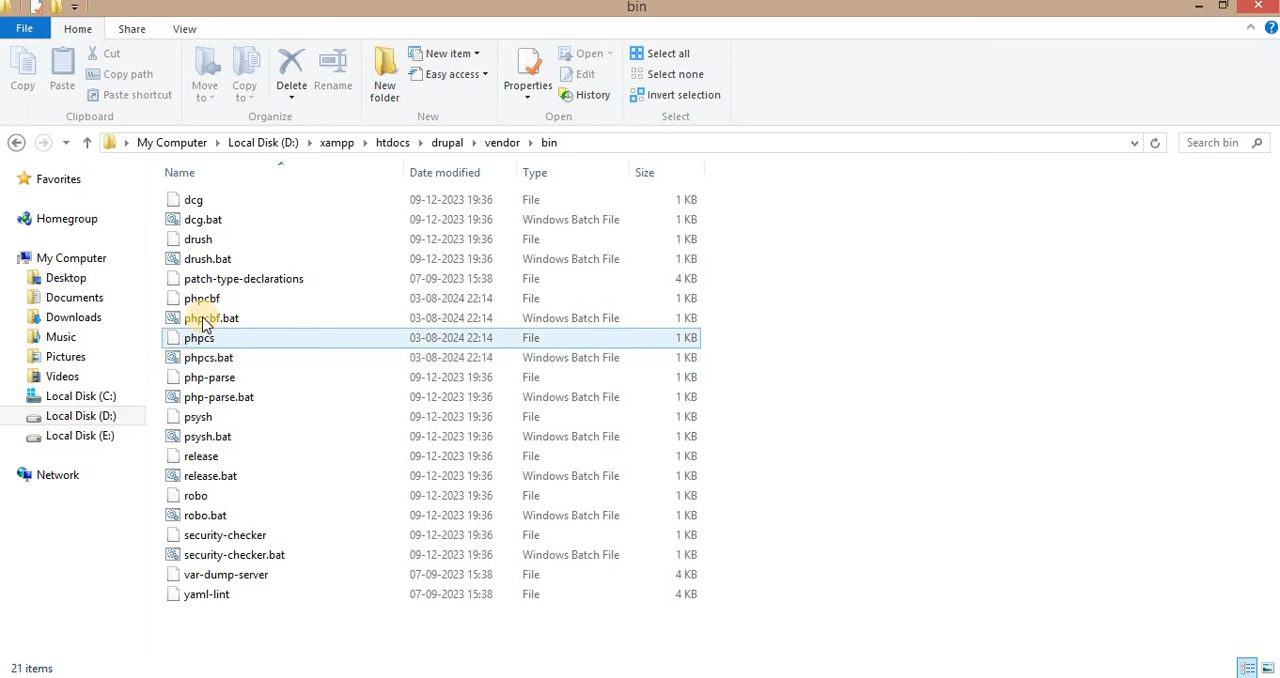 bin
File Home Share View
Copy
Paste
Cut
Copy path
Paste shortcut
Clipboard
Move to
Copy to
Delete
Rename
Organize
New folder
New item
Easy access
New
Properties
Open
Edit
History
Open
Select all
Select none
Invert selection
Select
My Computer Local Disk (D:) xampp htdocs drupal vendor bin
Search bin
Favorites
Homegroup
My Computer
Desktop
Documents
Downloads
Music
Pictures
Videos
Local Disk (C:)
Local Disk (D:)
Local Disk (E:)
Network
Name Date modified Type Size
dcg 09-12-2023 19:36 File 1 KB
dcg.bat 09-12-2023 19:36 Windows Batch File 1 KB
drush 09-12-2023 19:36 File 1 KB
drush.bat 09-12-2023 19:36 Windows Batch File 1 KB
patch-type-declarations 07-09-2023 15:38 File 4 KB
phpcbf 03-08-2024 22:14 File 1 KB
phpcbf.bat 03-08-2024 22:14 Windows Batch File 1 KB
phpcs 03-08-2024 22:14 File 1 KB
phpcs.bat 03-08-2024 22:14 Windows Batch File 1 KB
php-parse 09-12-2023 19:36 File 1 KB
php-parse.bat 09-12-2023 19:36 Windows Batch File 1 KB
psysh 09-12-2023 19:36 File 1 KB
psysh.bat 09-12-2023 19:36 Windows Batch File 1 KB
release 09-12-2023 19:36 File 1 KB
release.bat 09-12-2023 19:36 Windows Batch File 1 KB
robo 09-12-2023 19:36 File 1 KB
robo.bat 09-12-2023 19:36 Windows Batch File 1 KB
security-checker 09-12-2023 19:36 File 1 KB
security-checker.bat 09-12-2023 19:36 Windows Batch File 1 KB
var-dump-server 07-09-2023 15:38 File 4 KB
yaml-lint 07-09-2023 15:38 File 4 KB
21 items